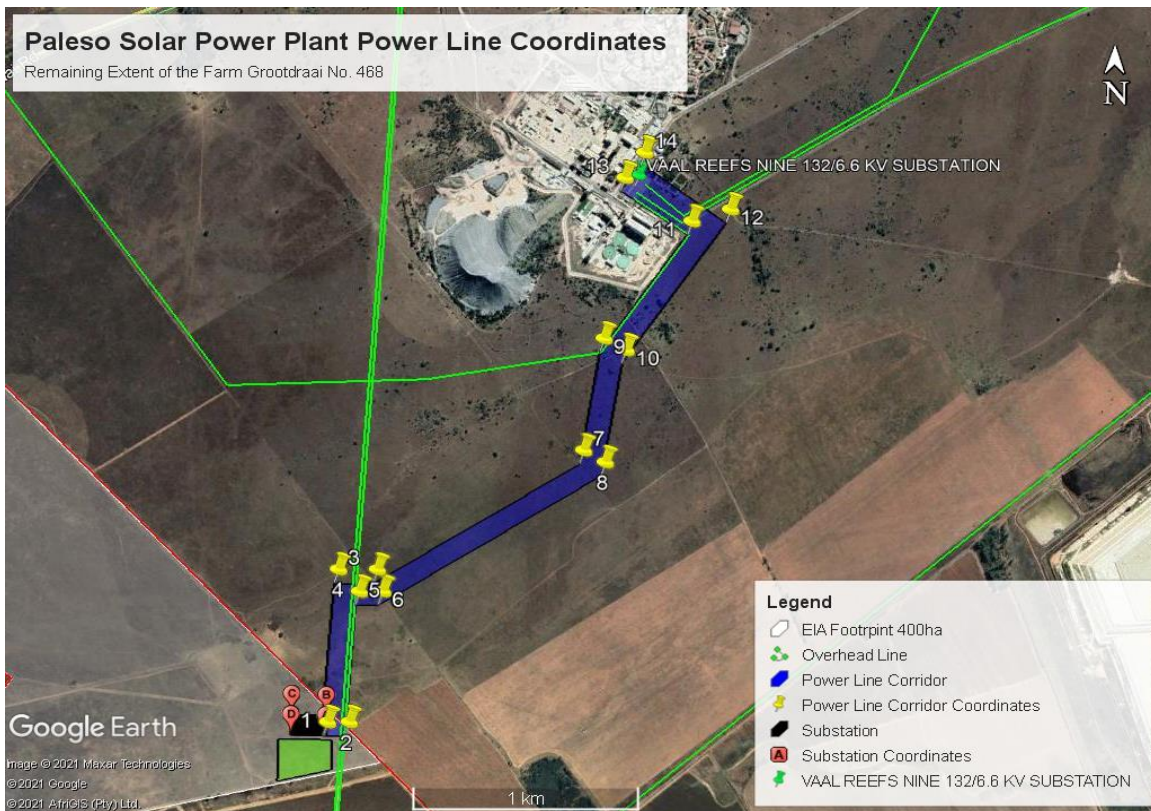 Paleso Solar Power Plant Power Line Coordinates
Remaining Extent of the Farm Grootdraai No. 468
N
14
13
VAAL REEFS NINE 132/6.6 KV SUBSTATION
12
11
9
10
7
8
3
4
5
6
C
B
D
1
2
Legend
EIA Footrpint 400ha
Overhead Line
Power Line Corridor
Power Line Corridor Coordinates
Substation
A
Substation Coordinates
VAAL REEFS NINE 132/6.6 KV SUBSTATION
Google Earth
Image © 2021 Maxar Technologies
©2021 Google
©2021 AfriGIS (Pty) Ltd.
1 km